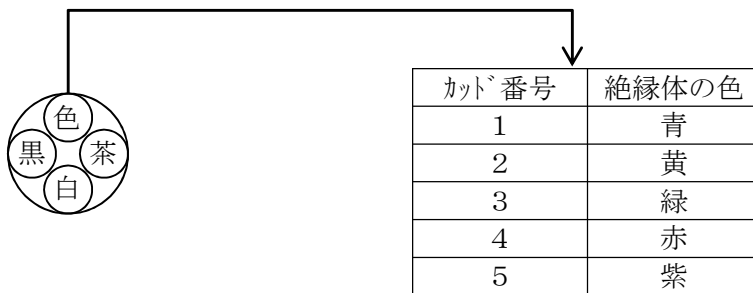 色
黒 茶
白
ｶｯﾄﾞ番号 絶縁体の色
１ 青
２ 黄
３ 緑
４ 赤
５ 紫